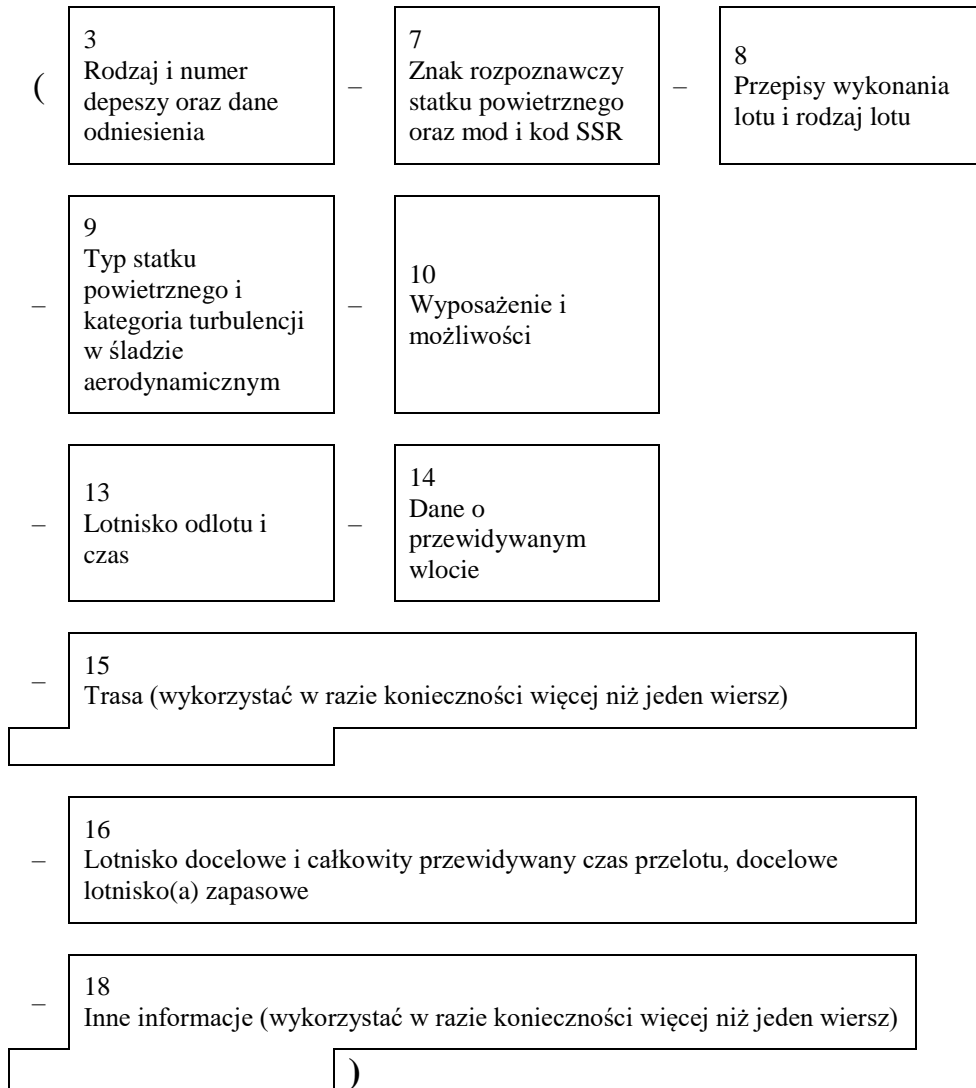 (
3
Rodzaj i numer
depeszy oraz dane
odniesienia
–
7
Znak rozpoznawczy
statku powietrznego
oraz mod i kod SSR
–
8
Przepisy wykonania
lotu i rodzaj lotu
–
9
Typ statku
powietrznego i
kategoria turbulencji
w śladzie
aerodynamicznym
–
10
Wyposażenie i
możliwości
–
13
Lotnisko odlotu i
czas
–
14
Dane o
przewidywanym
wlocie
–
15
Trasa (wykorzystać w razie konieczności więcej niż jeden wiersz)
–
16
Lotnisko docelowe i całkowity przewidywany czas przelotu, docelowe
lotnisko(a) zapasowe
–
18
Inne informacje (wykorzystać w razie konieczności więcej niż jeden wiersz)
)